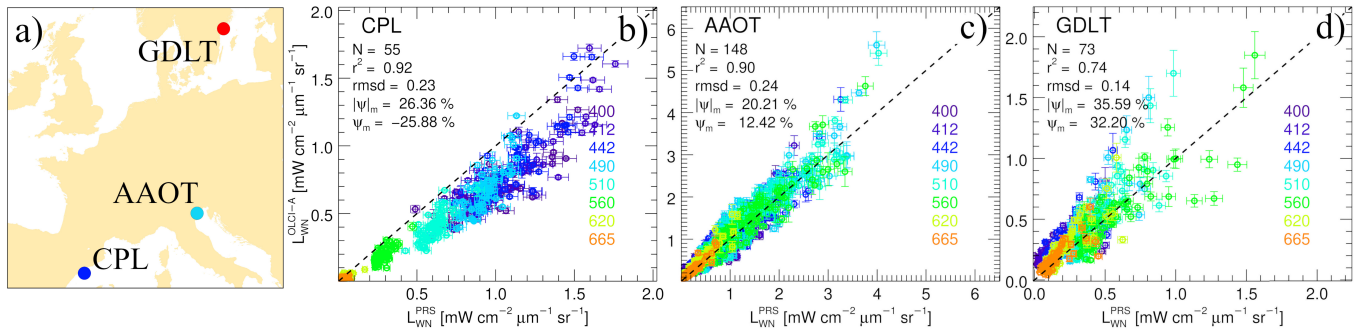 a)
GDLT
AAOT
CPL
b)
CPL
N = 55
r² = 0.92
rmsd = 0.23
|ψ|m = 26.36 %
ψm = −25.88 %
400
412
442
490
510
560
620
665
2.0
1.5
1.0
0.5
0.5 1.0 1.5 2.0
L_WN^OLCI−A [mW cm−2 μm−1 sr−1]
L_WN^PRS [mW cm−2 μm−1 sr−1]
c)
AAOT
N = 148
r² = 0.90
rmsd = 0.24
|ψ|m = 20.21 %
ψm = 12.42 %
400
412
442
490
510
560
620
665
6
5
4
3
2
1
1 2 3 4 5 6
L_WN^PRS [mW cm−2 μm−1 sr−1]
d)
GDLT
N = 73
r² = 0.74
rmsd = 0.14
|ψ|m = 35.59 %
ψm = 32.20 %
400
412
442
490
510
560
620
665
2.0
1.5
1.0
0.5
0.0
0.0 0.5 1.0 1.5 2.0
L_WN^PRS [mW cm−2 μm−1 sr−1]